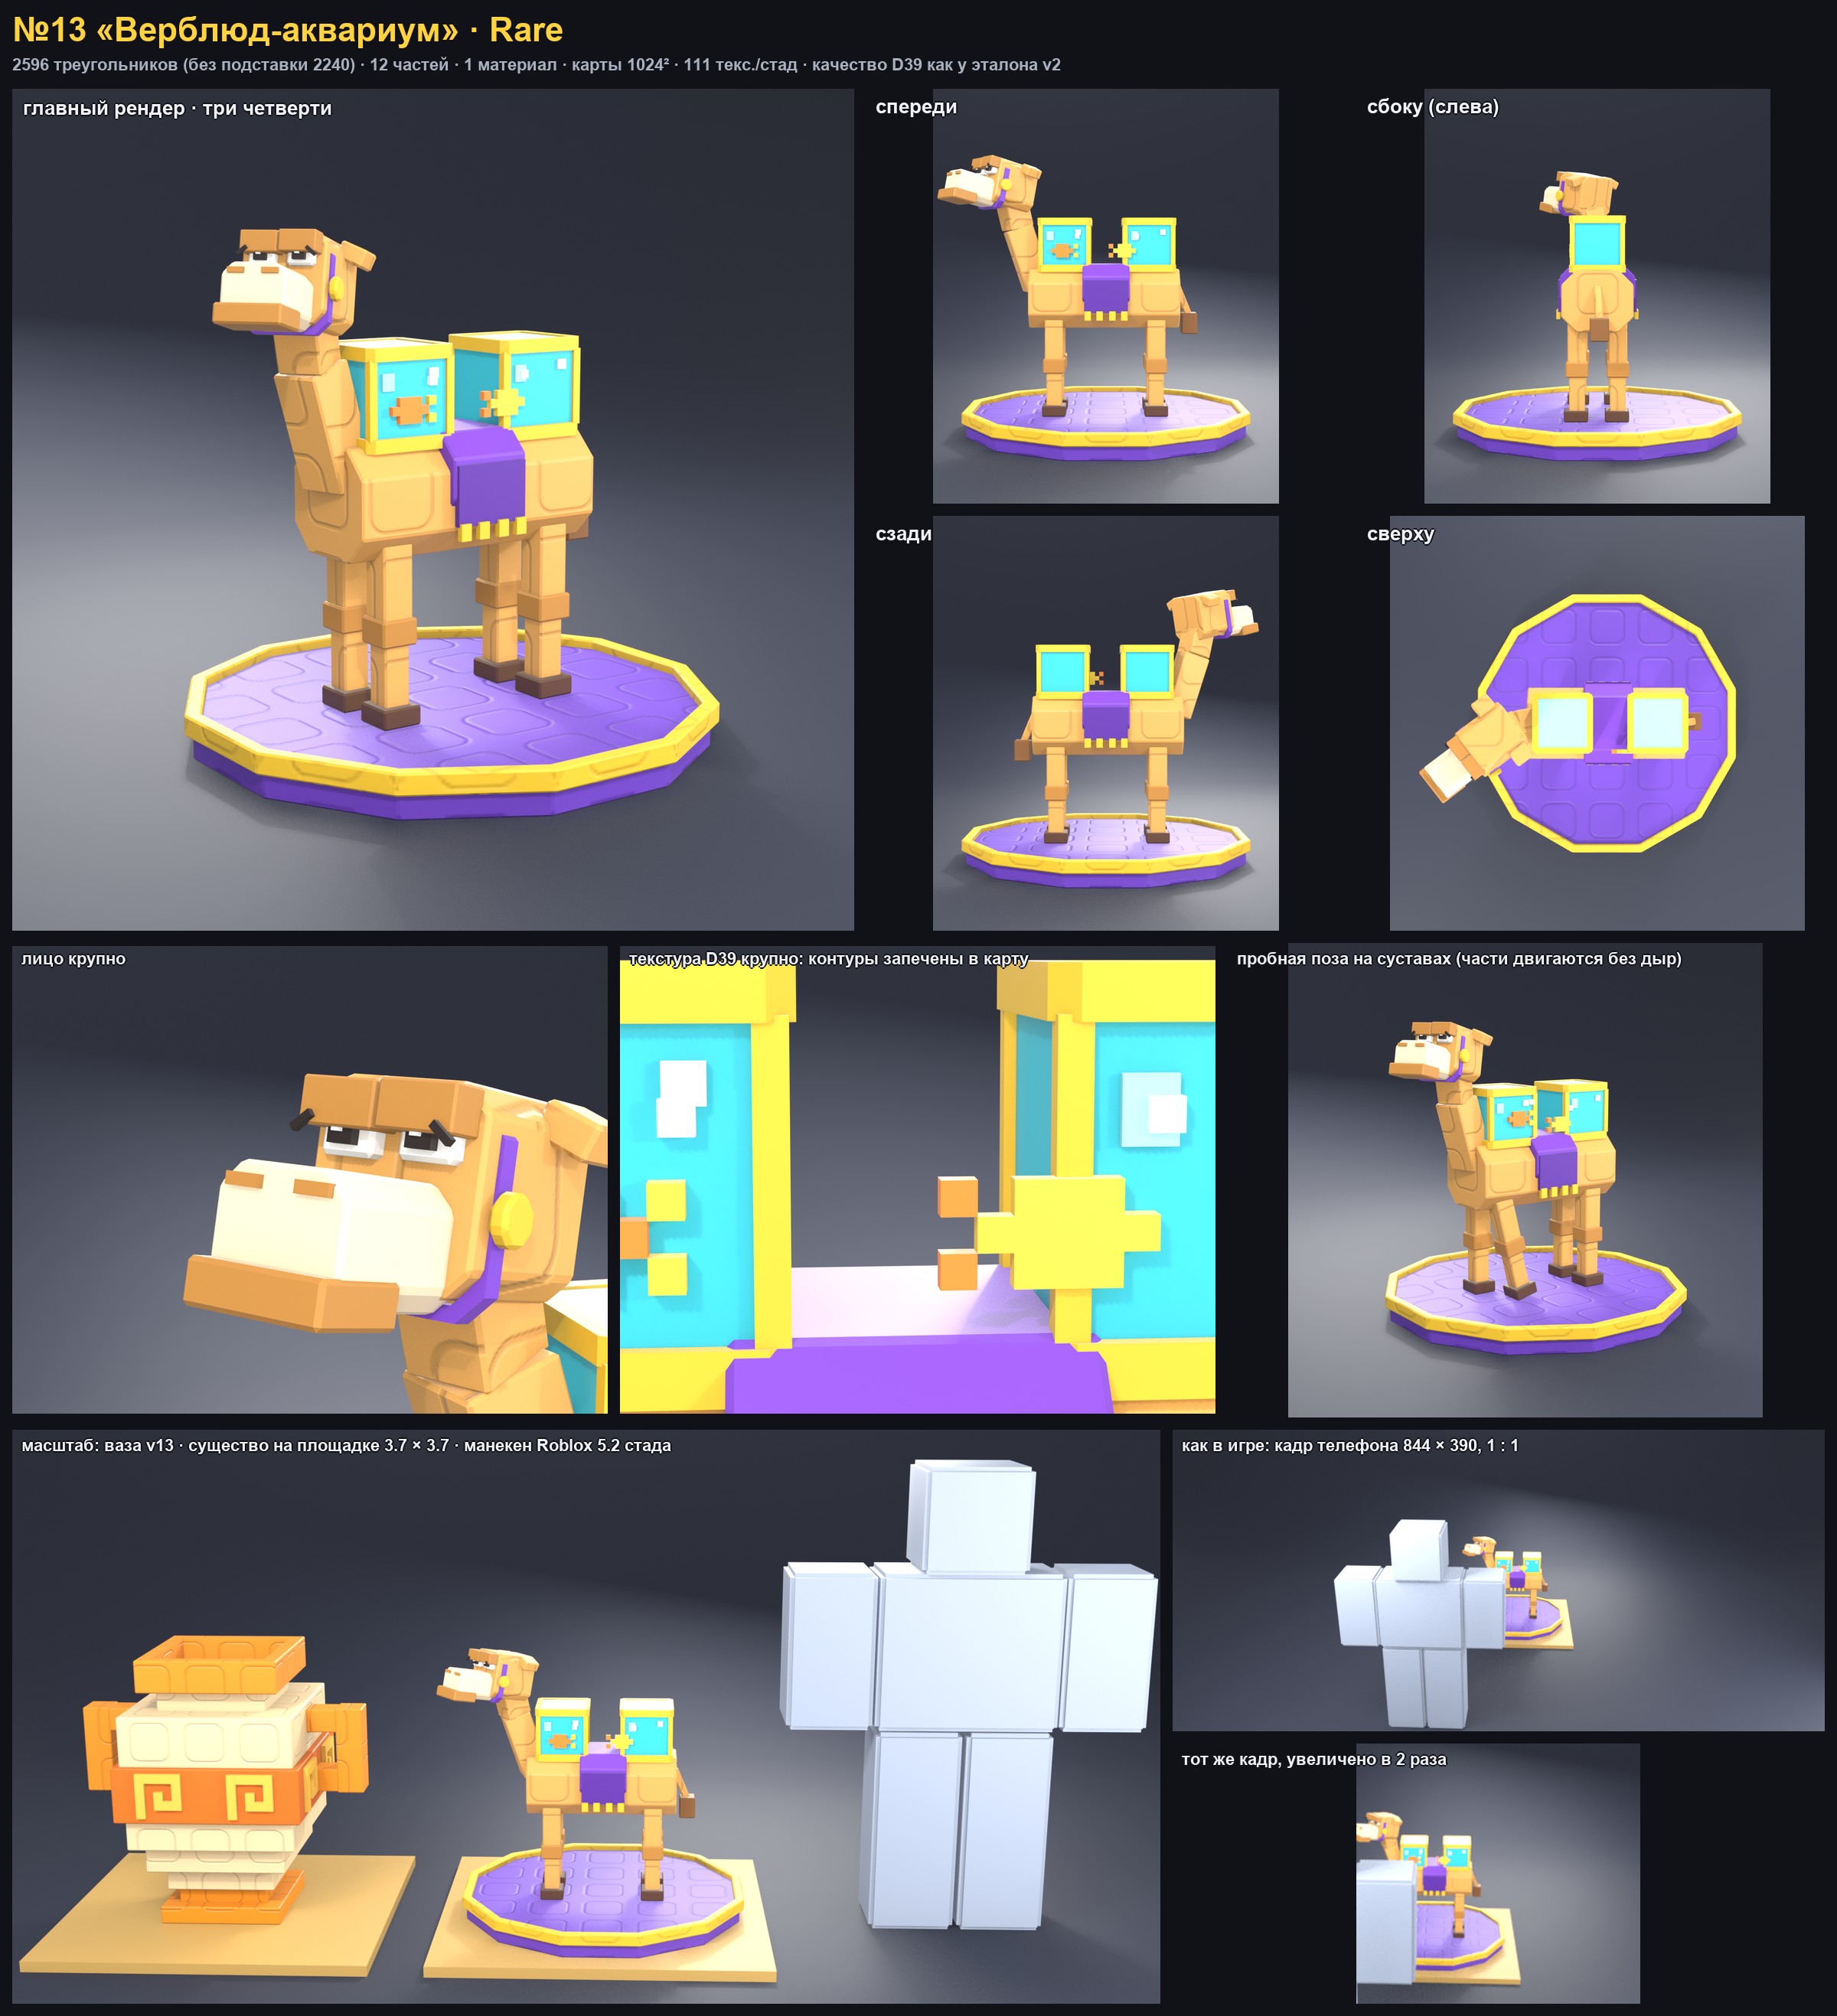 №13 «Верблюд-аквариум» · Rare
2596 треугольников (без подставки 2240) · 12 частей · 1 материал · карты 1024² · 111 текс./стад · качество D39 как у эталона v2
главный рендер · три четверти
спереди
сбоку (слева)
сзади
сверху
лицо крупно
текстура D39 крупно: контуры запечены в карту
пробная поза на суставах (части двигаются без дыр)
масштаб: ваза v13 · существо на площадке 3.7 × 3.7 · манекен Roblox 5.2 стада
как в игре: кадр телефона 844 × 390, 1 : 1
тот же кадр, увеличено в 2 раза